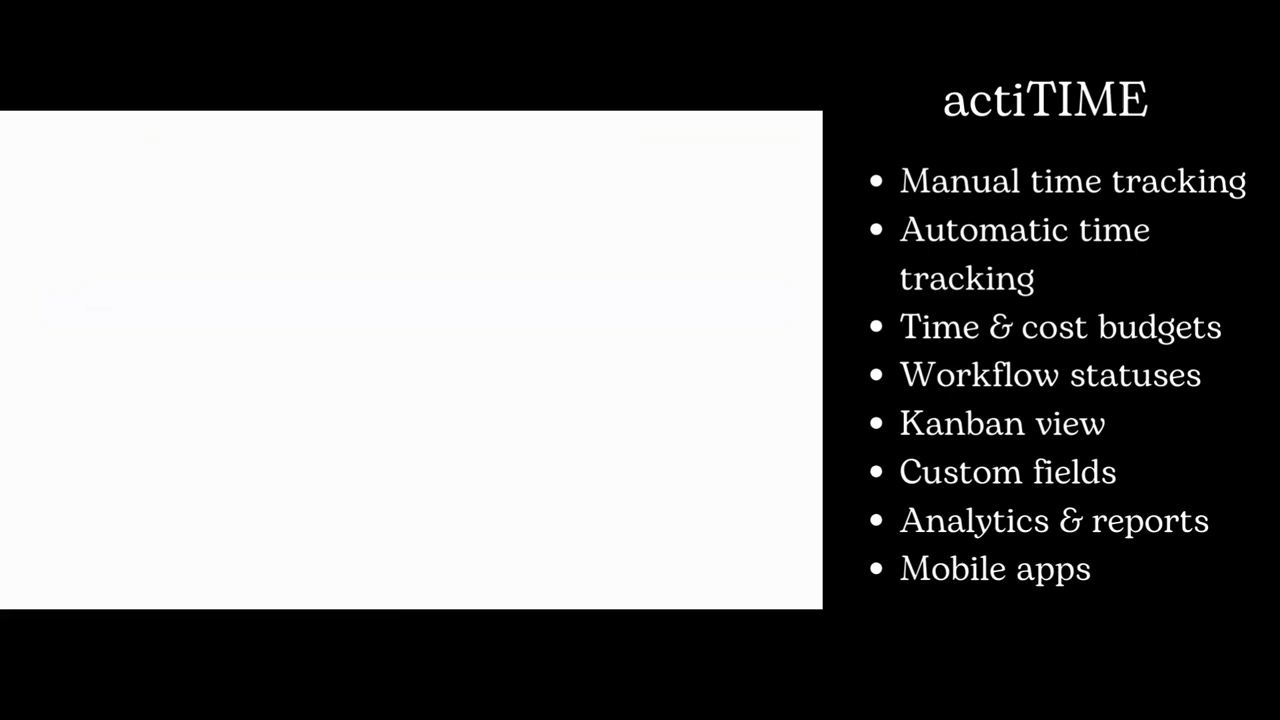 actiTIME
• Manual time tracking
• Automatic time
tracking
• Time & cost budgets
• Workflow statuses
• Kanban view
• Custom fields
• Analytics & reports
• Mobile apps